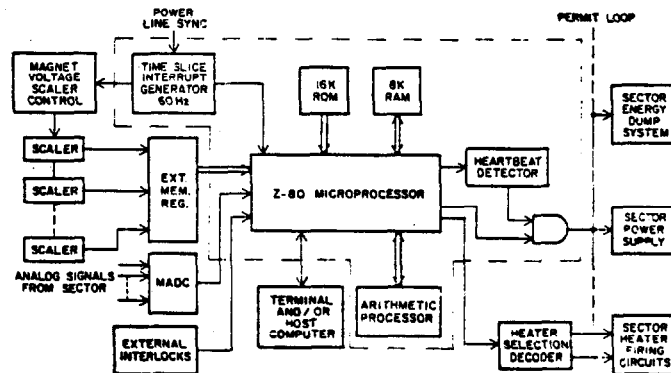 POWER
LINE SYNC
PERMIT LOOP
MAGNET
VOLTAGE
SCALER
CONTROL
TIME SLICE
INTERRUPT
GENERATOR
60 Hz
16K
ROM
8K
RAM
SECTOR
ENERGY
DUMP
SYSTEM
SCALER
SCALER
SCALER
EXT.
MEM.
REG.
Z-80 MICROPROCESSOR
HEARTBEAT
DETECTOR
SECTOR
POWER
SUPPLY
ANALOG SIGNALS
FROM SECTOR
MADC
EXTERNAL
INTERLOCKS
TERMINAL
AND/OR
HOST
COMPUTER
ARITHMETIC
PROCESSOR
HEATER
SELECTION
DECODER
SECTOR
HEATER
FIRING
CIRCUITS